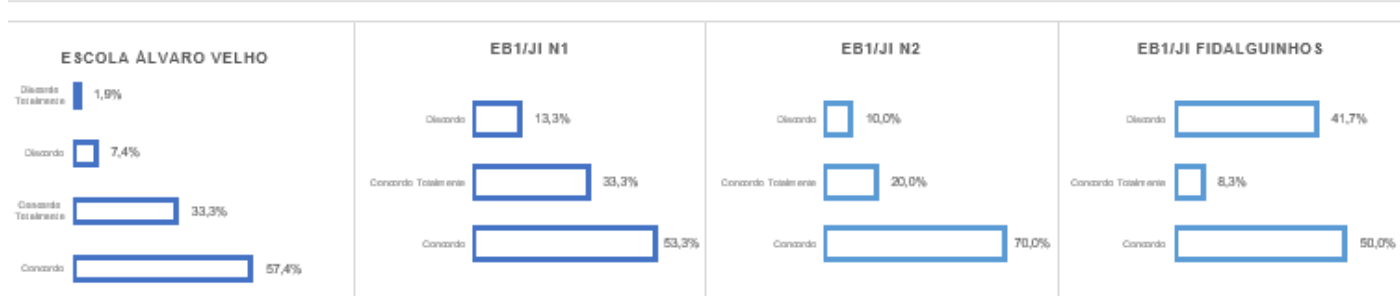 ESCOLA ÁLVARO VELHO
Discordo
Totalmente
1,9%
Discordo
7,4%
Concordo
Totalmente
33,3%
Concordo
57,4%
EB1/JI N1
Discordo
13,3%
Concordo Totalmente
33,3%
Concordo
53,3%
EB1/JI N2
Discordo
10,0%
Concordo Totalmente
20,0%
Concordo
70,0%
EB1/JI FIDALGUINHOS
Discordo
41,7%
Concordo Totalmente
8,3%
Concordo
50,0%